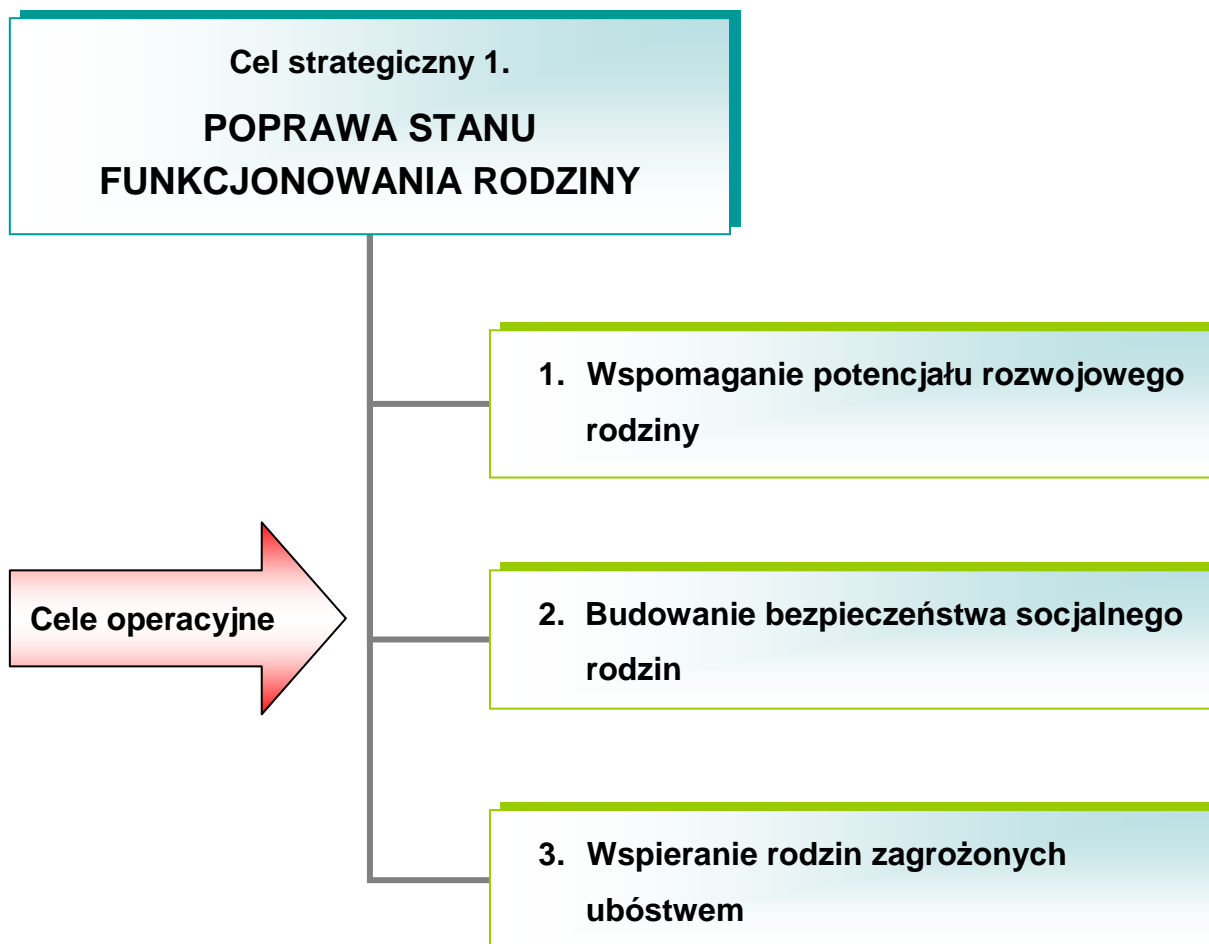 Cel strategiczny 1.
POPRAWA STANU
FUNKCJONOWANIA RODZINY
1. Wspomaganie potencjału rozwojowego
rodziny
Cele operacyjne
2. Budowanie bezpieczeństwa socjalnego
rodzin
3. Wspieranie rodzin zagrożonych
ubóstwem